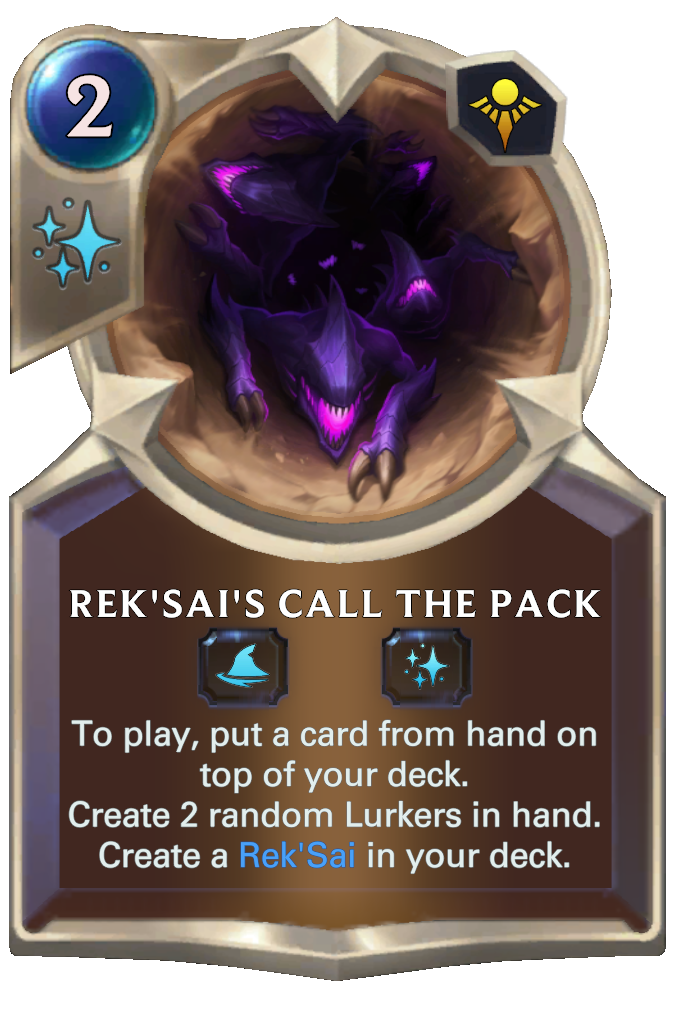 2
REK'SAI'S CALL THE PACK
To play, put a card from hand on
top of your deck.
Create 2 random Lurkers in hand.
Create a Rek'Sai in your deck.